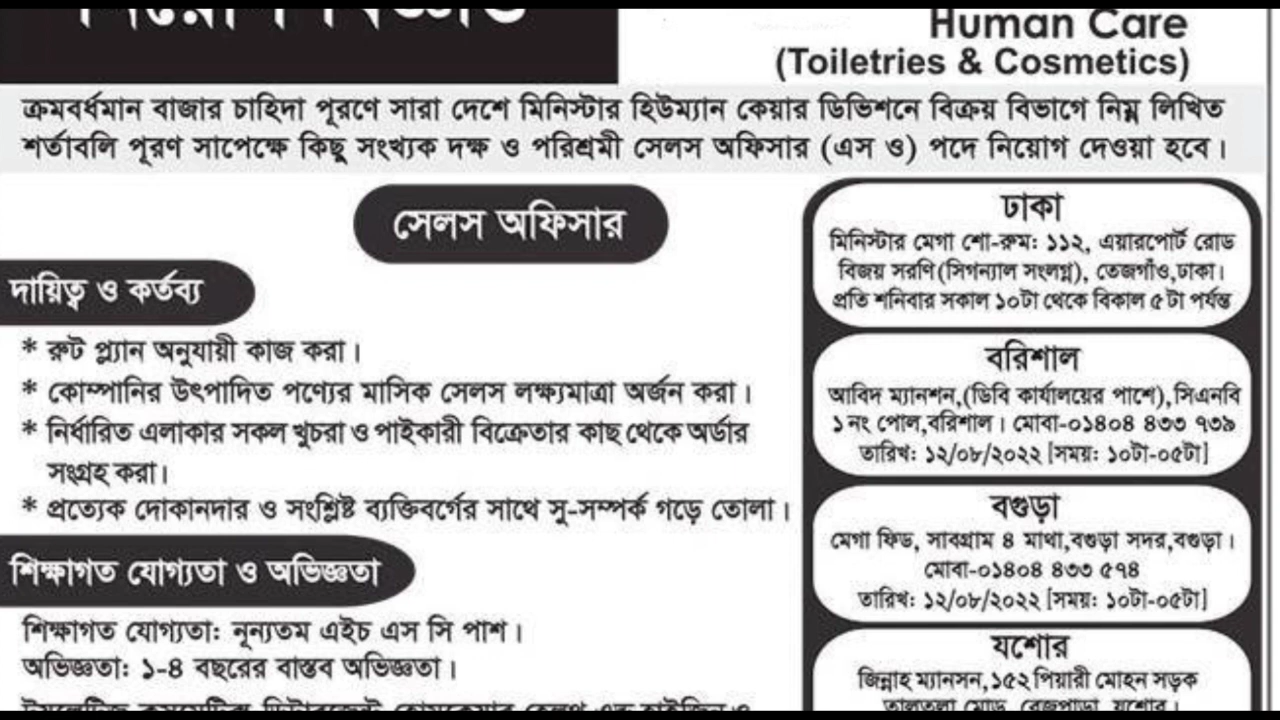 নিয়োগ বিজ্ঞপ্তি
Human Care
(Toiletries & Cosmetics)
ক্রমবর্ধমান বাজার চাহিদা পূরণে সারা দেশে মিনিস্টার হিউম্যান কেয়ার ডিভিশনে বিক্রয় বিভাগে নিম্ন লিখিত
শর্তাবলি পূরণ সাপেক্ষে কিছু সংখ্যক দক্ষ ও পরিশ্রমী সেলস অফিসার (এস ও) পদে নিয়োগ দেওয়া হবে।
সেলস অফিসার
দায়িত্ব ও কর্তব্য
* রুট প্ল্যান অনুযায়ী কাজ করা।
* কোম্পানির উৎপাদিত পণ্যের মাসিক সেলস লক্ষ্যমাত্রা অর্জন করা।
* নির্ধারিত এলাকার সকল খুচরা ও পাইকারী বিক্রেতার কাছ থেকে অর্ডার
সংগ্রহ করা।
* প্রত্যেক দোকানদার ও সংশ্লিষ্ট ব্যক্তিবর্গের সাথে সু-সম্পর্ক গড়ে তোলা।
শিক্ষাগত যোগ্যতা ও অভিজ্ঞতা
শিক্ষাগত যোগ্যতা: নূন্যতম এইচ এস সি পাশ।
অভিজ্ঞতা: ১-৪ বছরের বাস্তব অভিজ্ঞতা।
ঢাকা
মিনিস্টার মেগা শো-রুম: ১১২, এয়ারপোর্ট রোড
বিজয় সরণি (সিগন্যাল সংলগ্ন), তেজগাঁও,ঢাকা।
প্রতি শনিবার সকাল ১০টা থেকে বিকাল ৫ টা পর্যন্ত
বরিশাল
আবিদ ম্যানশন,(ডিবি কার্যালয়ের পাশে),সিএনবি
১ নং পোল,বরিশাল। মোবা-০১৪০৪ ৪৩৩ ৭৩৯
তারিখ: ১২/০৮/২০২২ [সময়: ১০টা-০৫টা]
বগুড়া
মেগা ফিড, সাবগ্রাম ৪ মাথা,বগুড়া সদর,বগুড়া।
মোবা-০১৪০৪ ৪৩৩ ৫৭৪
তারিখ: ১২/০৮/২০২২ [সময়: ১০টা-০৫টা]
যশোর
জিন্নাহ ম্যানসন,১৫২ পিয়ারী মোহন সড়ক